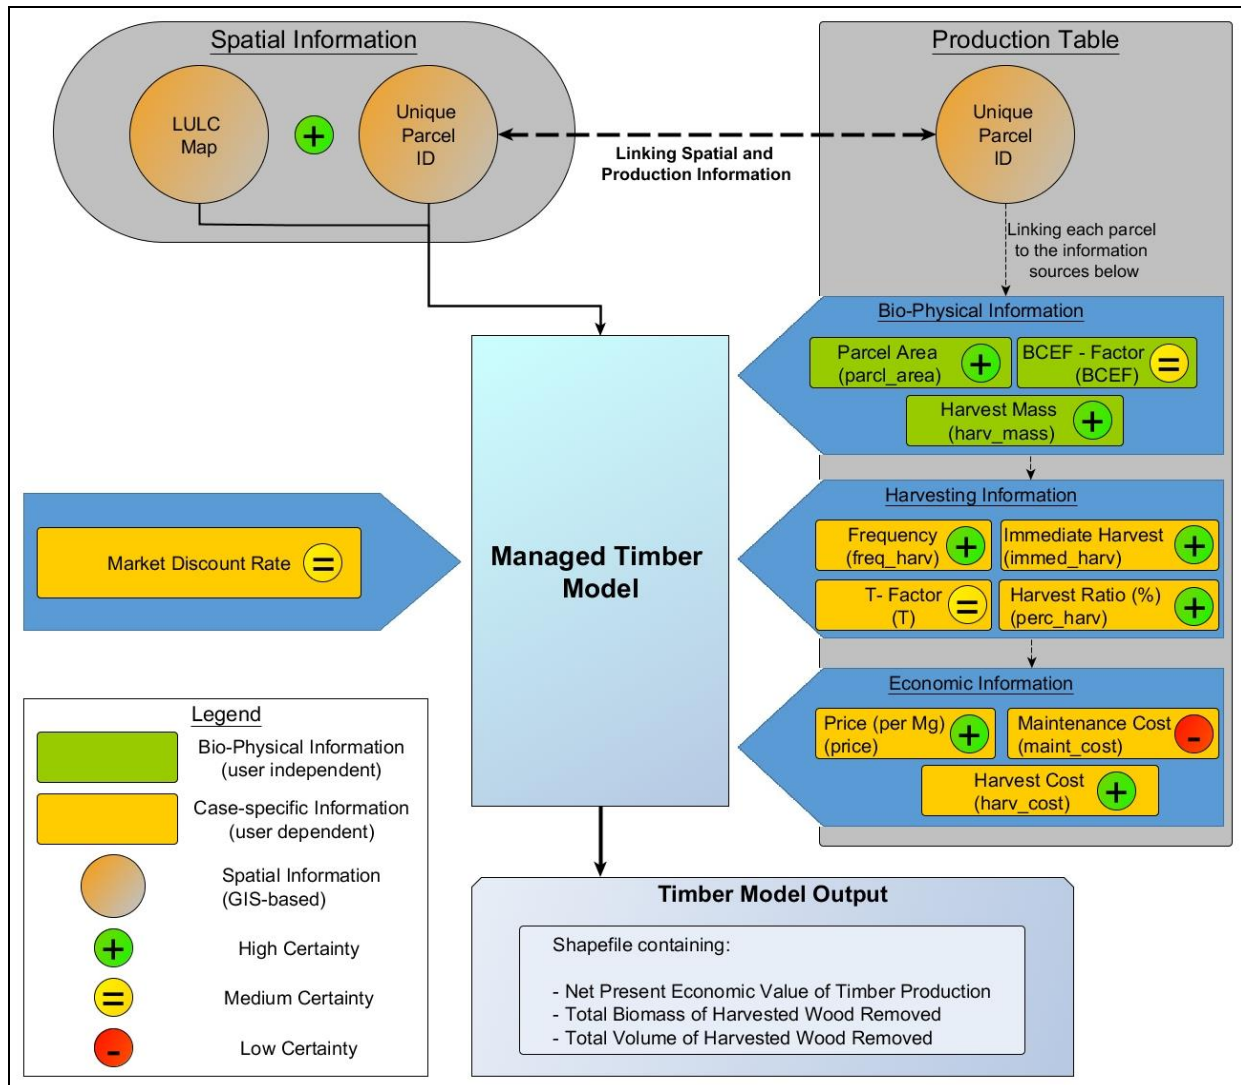 Spatial Information
LULC
Map
+
Unique
Parcel
ID
Linking Spatial and
Production Information
Production Table
Unique
Parcel
ID
Linking each parcel
to the information
sources below
Bio-Physical Information
Parcel Area
(parcl_area)
+
BCEF - Factor
(BCEF)
=
Harvest Mass
(harv_mass)
+
Harvesting Information
Frequency
(freq_harv)
+
Immediate Harvest
(immed_harv)
+
T- Factor
(T)
=
Harvest Ratio (%)
(perc_harv)
+
Economic Information
Price (per Mg)
(price)
+
Maintenance Cost
(maint_cost)
-
Harvest Cost
(harv_cost)
+
Market Discount Rate
=
Managed Timber
Model
Legend
Bio-Physical Information
(user independent)
Case-specific Information
(user dependent)
Spatial Information
(GIS-based)
+
High Certainty
=
Medium Certainty
-
Low Certainty
Timber Model Output
Shapefile containing:
- Net Present Economic Value of Timber Production
- Total Biomass of Harvested Wood Removed
- Total Volume of Harvested Wood Removed